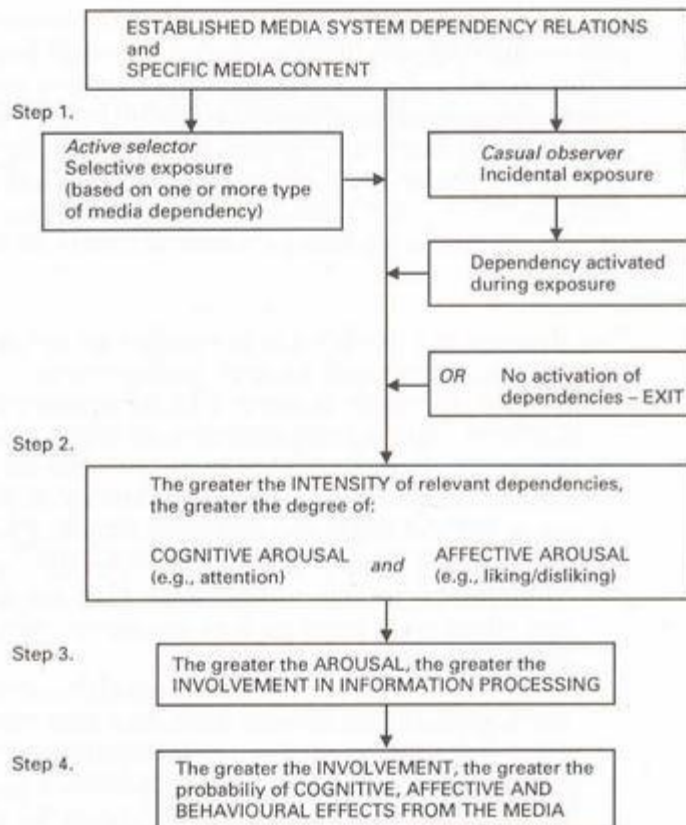 ESTABLISHED MEDIA SYSTEM DEPENDENCY RELATIONS
and
SPECIFIC MEDIA CONTENT
Step 1.
Active selector
Selective exposure
(based on one or more type
of media dependency)
Casual observer
Incidental exposure
Dependency activated
during exposure
OR No activation of
dependencies – EXIT
Step 2.
The greater the INTENSITY of relevant dependencies,
the greater the degree of:
COGNITIVE AROUSAL and AFFECTIVE AROUSAL
(e.g., attention) (e.g., liking/disliking)
Step 3.
The greater the AROUSAL, the greater the
INVOLVEMENT IN INFORMATION PROCESSING
Step 4.
The greater the INVOLVEMENT, the greater the
probabiliy of COGNITIVE, AFFECTIVE AND
BEHAVIOURAL EFFECTS FROM THE MEDIA